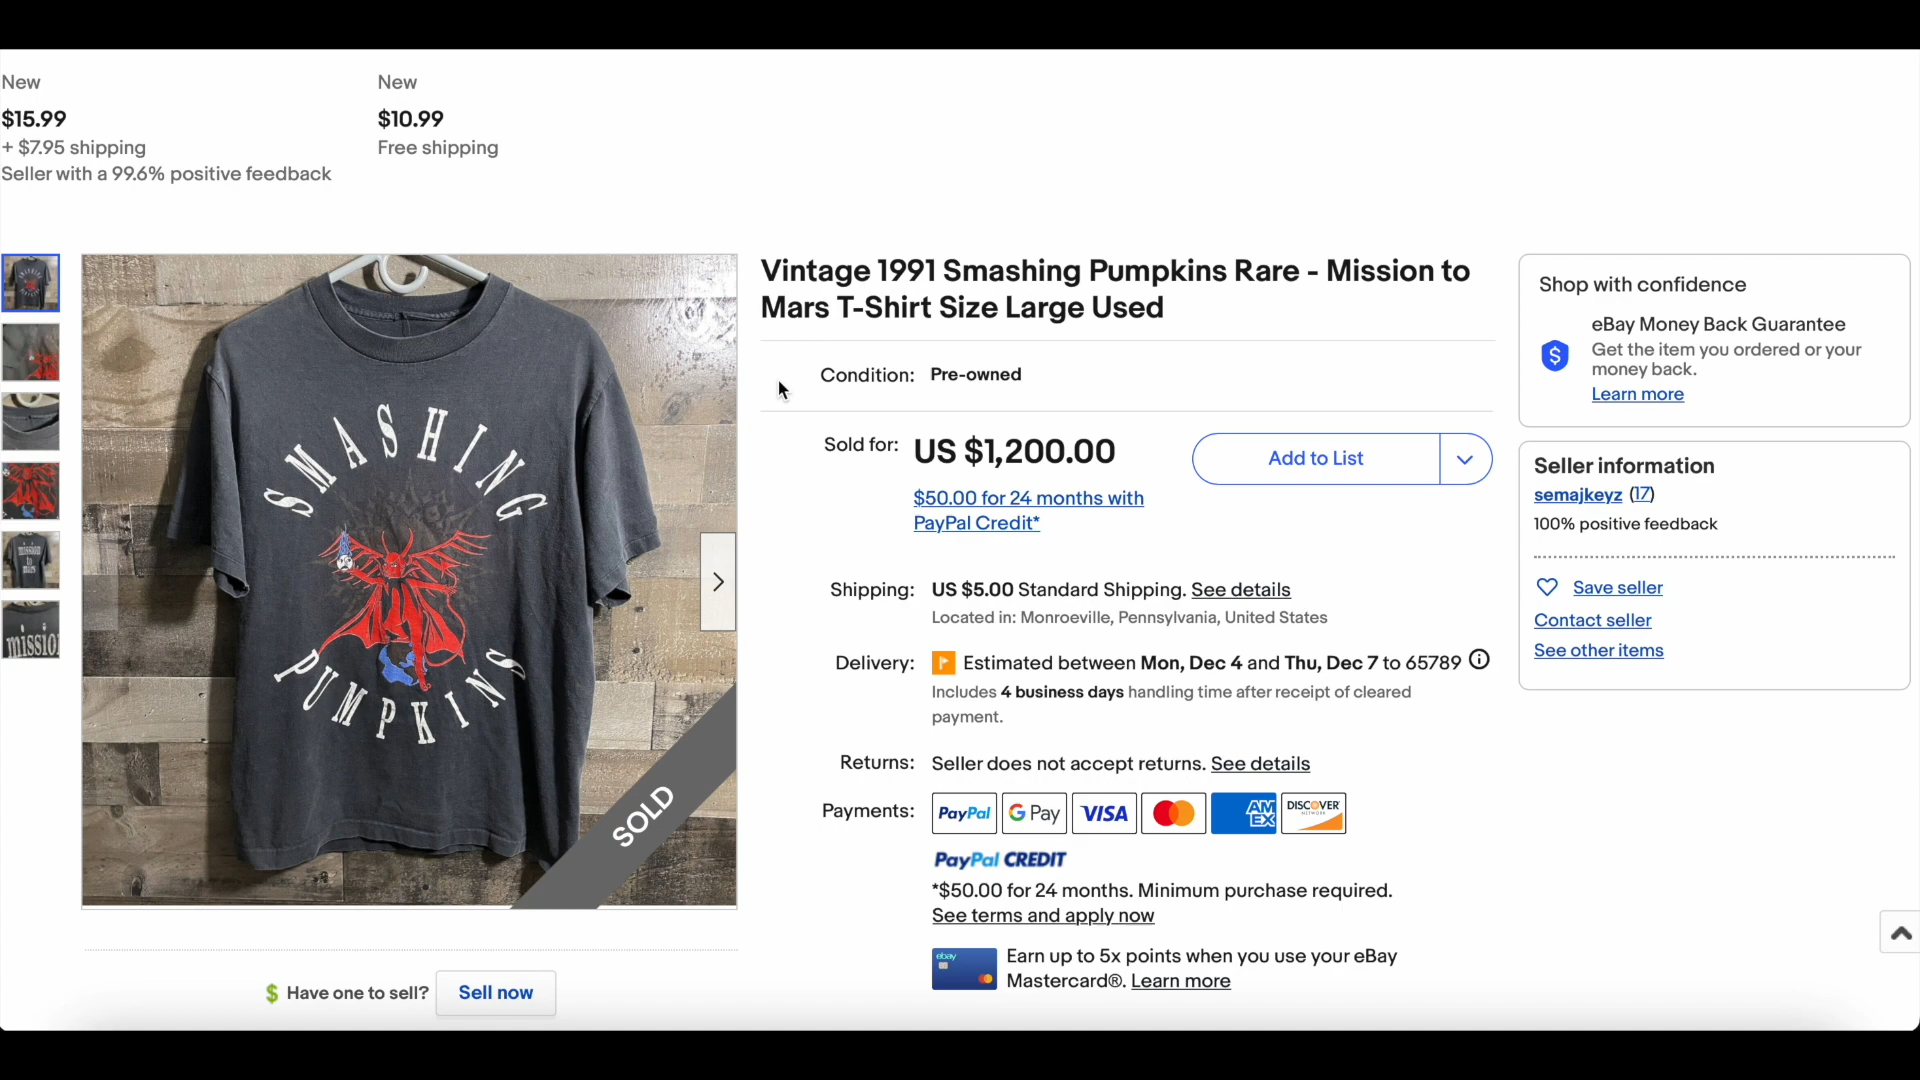 New
$15.99
+ $7.95 shipping
Seller with a 99.6% positive feedback
New
$10.99
Free shipping
SMASHING
PUMPKINS
SOLD
mission
to
mars
missio
Have one to sell?
Sell now
Vintage 1991 Smashing Pumpkins Rare - Mission to
Mars T-Shirt Size Large Used
Condition: Pre-owned
Sold for: US $1,200.00
Add to List
$50.00 for 24 months with
PayPal Credit*
Shipping: US $5.00 Standard Shipping. See details
Located in: Monroeville, Pennsylvania, United States
Delivery: Estimated between Mon, Dec 4 and Thu, Dec 7 to 65789
Includes 4 business days handling time after receipt of cleared
payment.
Returns: Seller does not accept returns. See details
Payments: PayPal G Pay VISA AM EX DISCOVER NETWORK
PayPal CREDIT
*$50.00 for 24 months. Minimum purchase required.
See terms and apply now
ebay
Earn up to 5x points when you use your eBay
Mastercard®. Learn more
Shop with confidence
eBay Money Back Guarantee
Get the item you ordered or your
money back.
Learn more
Seller information
semajkeyz (17)
100% positive feedback
Save seller
Contact seller
See other items